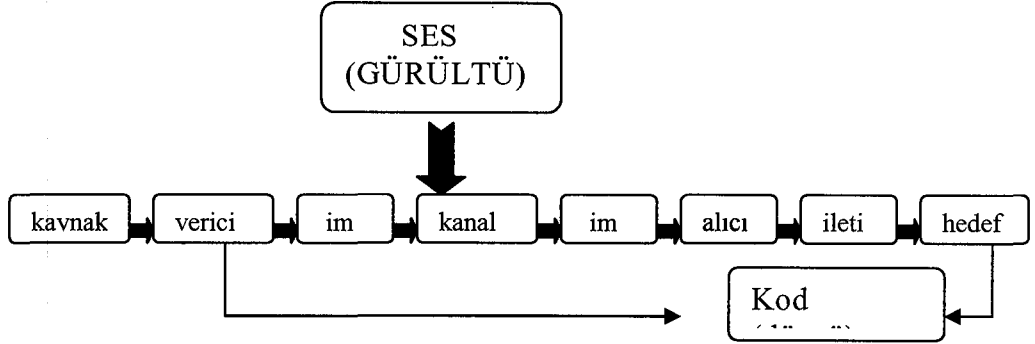 SES
(GÜRÜLTÜ)
kavnak verici im kanal im alıcı ileti hedef
Kod